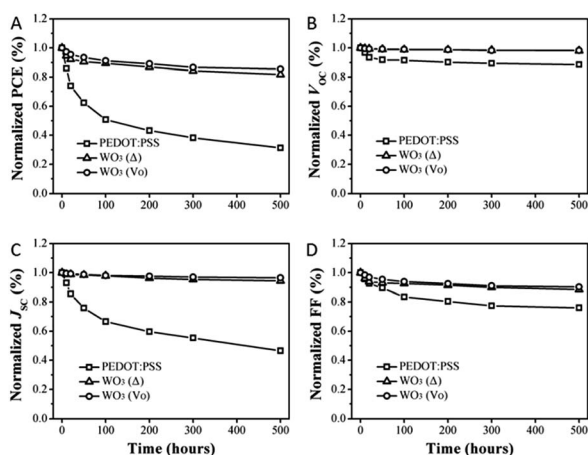 A
Normalized PCE (%)
1.2
1.0
0.8
0.6
0.4
0.2
0.0
PEDOT:PSS
WO₃ (Δ)
WO₃ (Vo)
0 100 200 300 400 500
B
Normalized VOC (%)
1.2
1.0
0.8
0.6
0.4
0.2
0.0
PEDOT:PSS
WO₃ (Δ)
WO₃ (Vo)
0 100 200 300 400 500
C
Normalized JSC (%)
1.2
1.0
0.8
0.6
0.4
0.2
0.0
PEDOT:PSS
WO₃ (Δ)
WO₃ (Vo)
0 100 200 300 400 500
Time (hours)
D
Normalized FF (%)
1.2
1.0
0.8
0.6
0.4
0.2
0.0
PEDOT:PSS
WO₃ (Δ)
WO₃ (Vo)
0 100 200 300 400 500
Time (hours)